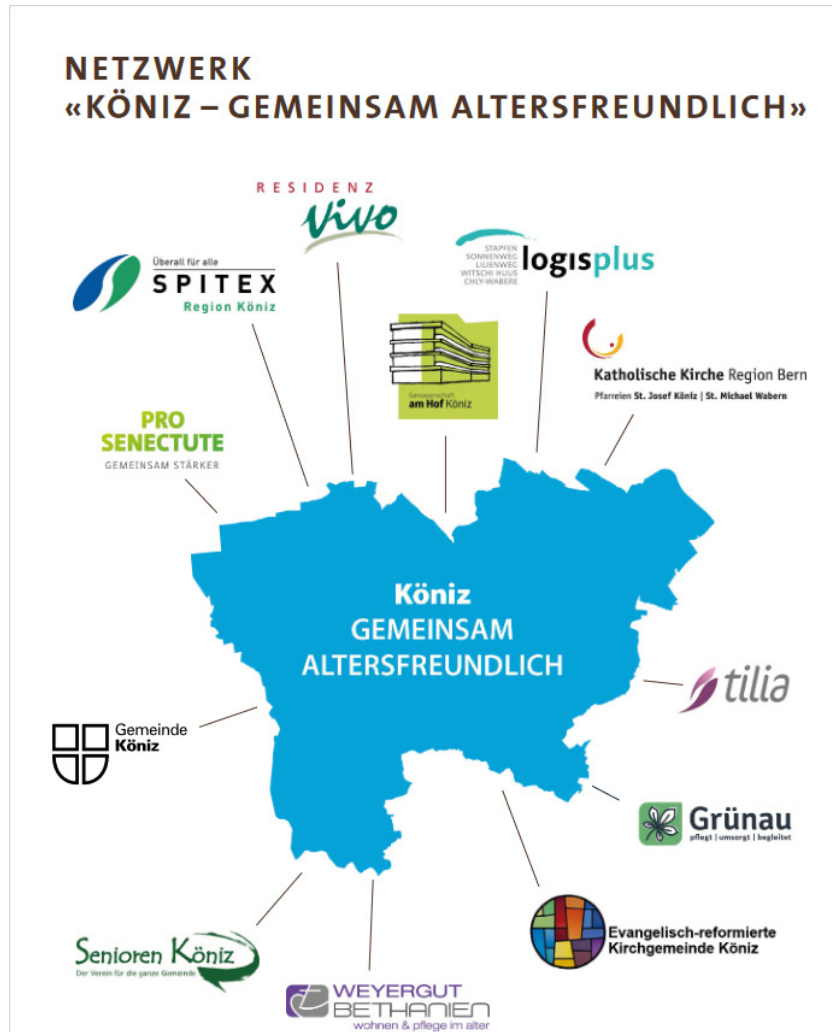 NETZWERK
«KÖNIZ – GEMEINSAM ALTERSFREUNDLICH»
RESIDENZ
vivo
Überall für alle
SPITEX
Region Köniz
STAPFEN
SONNENWEG
LILIENWEG
WITSCHI HUUS
CHLY-WABERE
logisplus
Genossenschaft
am Hof Köniz
Katholische Kirche Region Bern
Pfarreien St. Josef Köniz | St. Michael Wabern
PRO
SENECTUTE
GEMEINSAM STÄRKER
Köniz
GEMEINSAM
ALTERSFREUNDLICH
tilia
Gemeinde
Köniz
Grünau
pflegt | umsorgt | begleitet
Evangelisch-reformierte
Kirchgemeinde Köniz
Senioren Köniz
Der Verein für die ganze Gemeinde
WEYERGUT
BETHANIEN
wohnen & pflege im alter